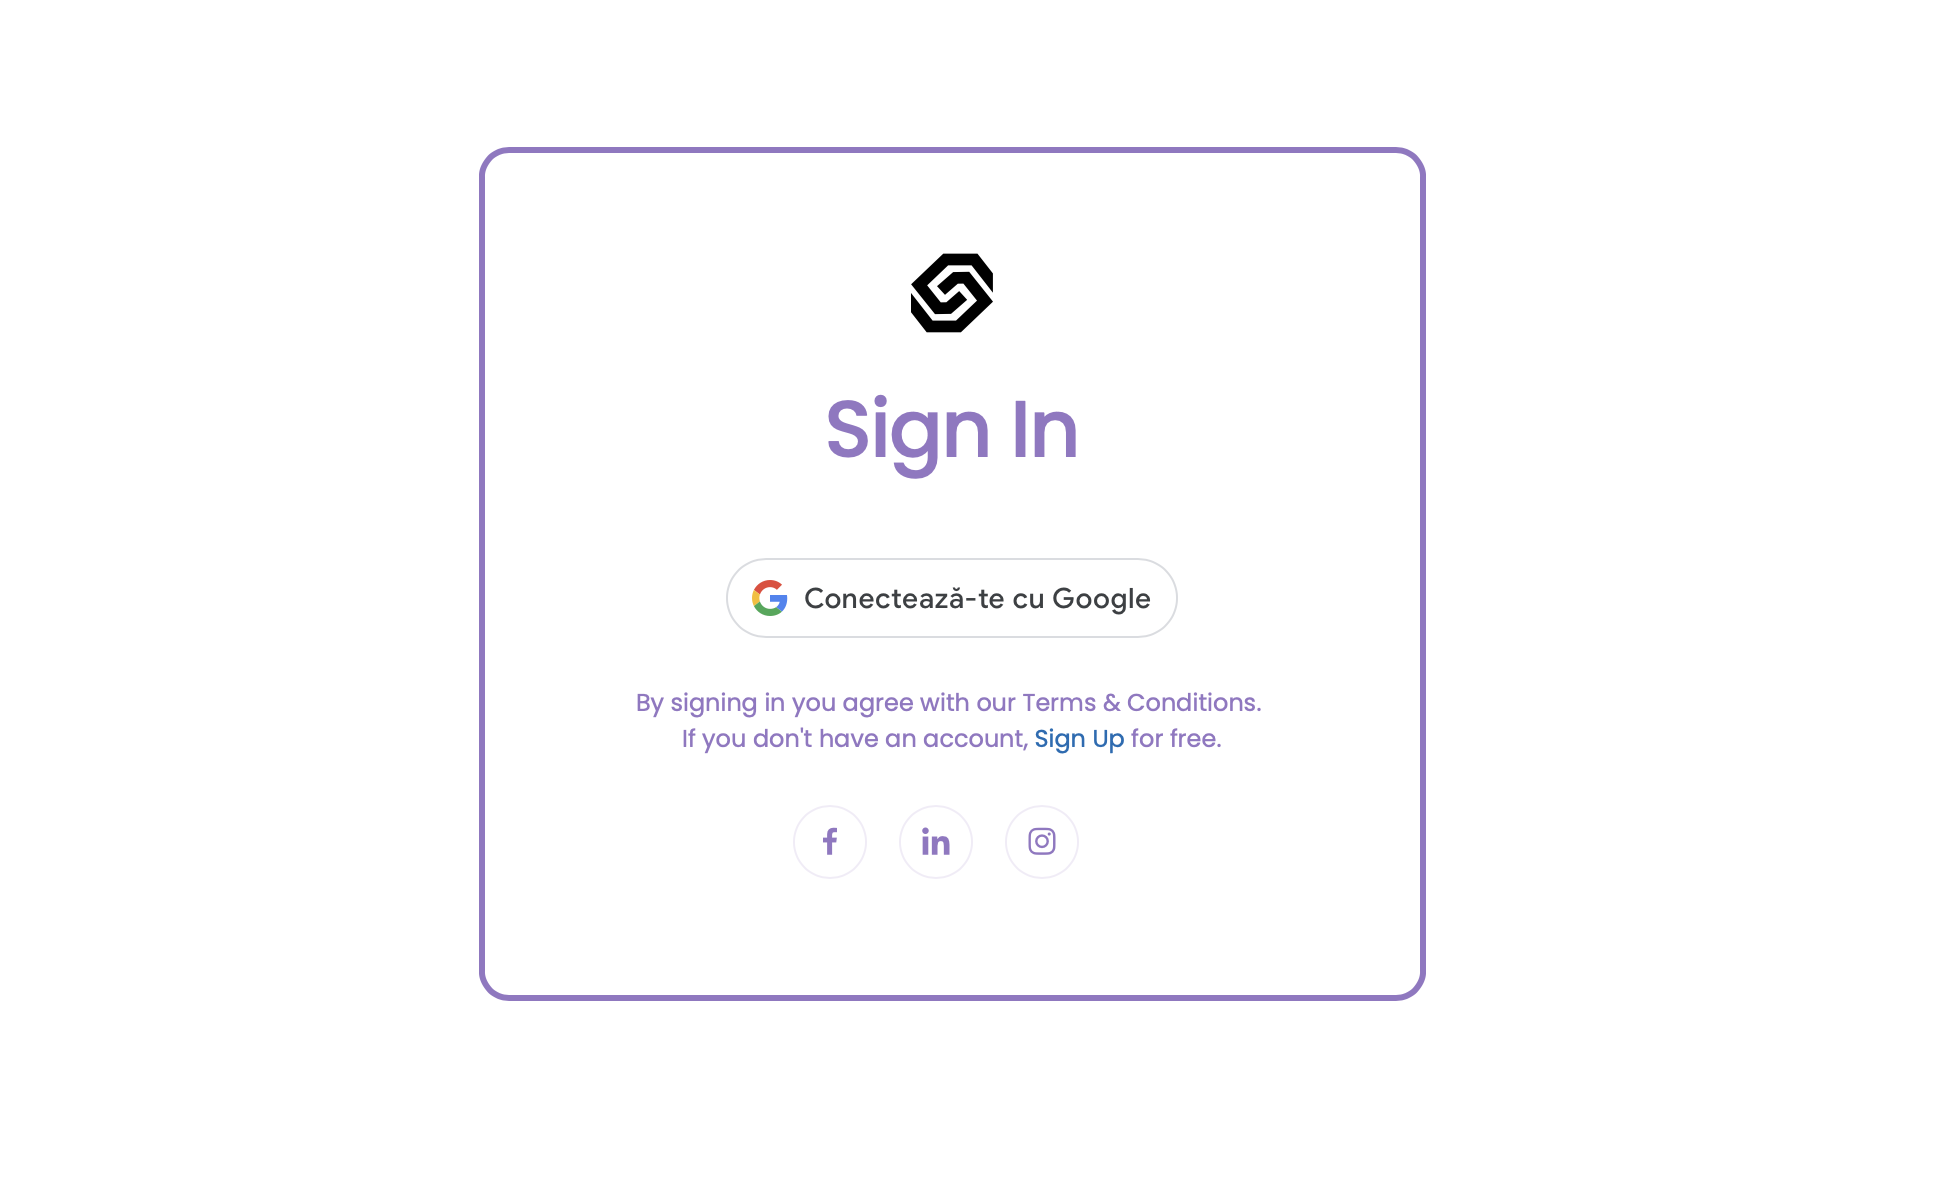 Sign In
Conectează-te cu Google
By signing in you agree with our Terms & Conditions.
If you don't have an account, Sign Up for free.